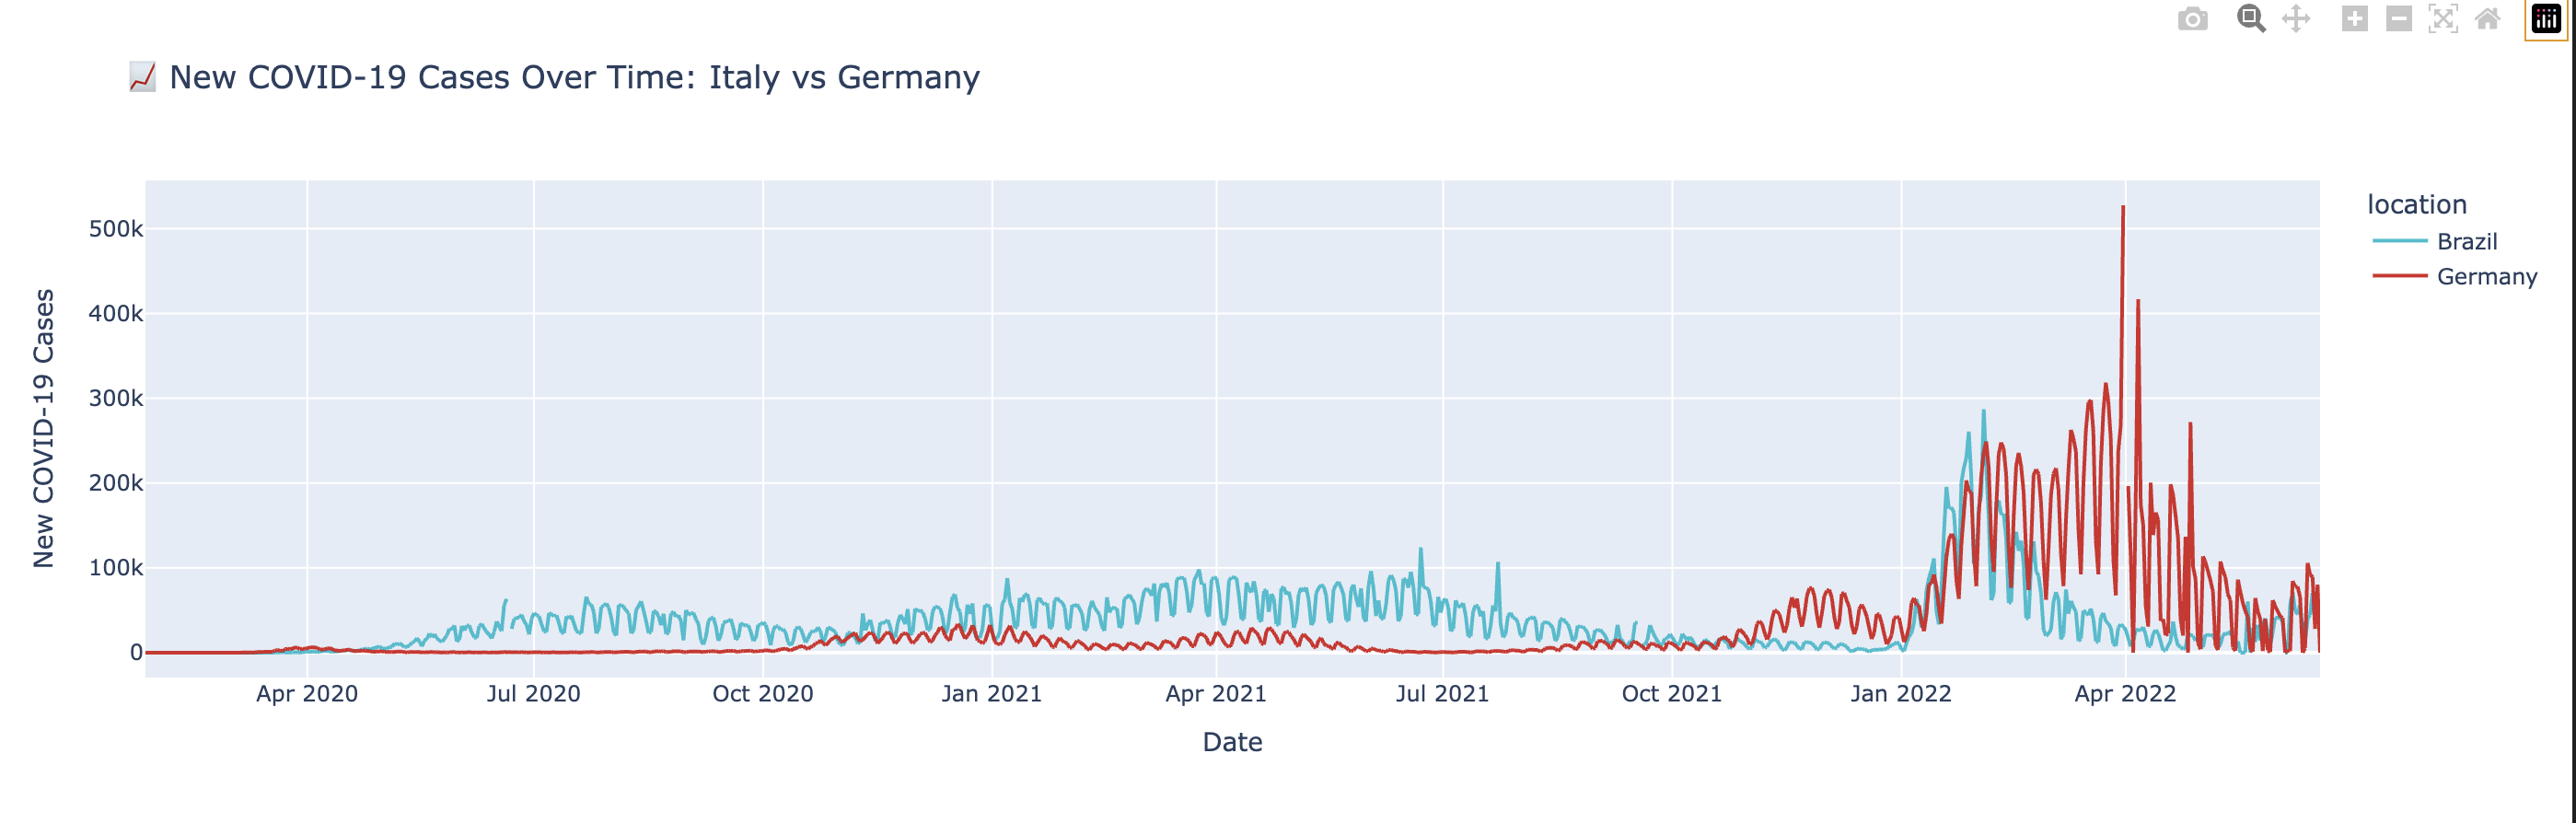 📈 New COVID-19 Cases Over Time: Italy vs Germany
500k
400k
300k
200k
100k
0
New COVID-19 Cases
Apr 2020
Jul 2020
Oct 2020
Jan 2021
Apr 2021
Jul 2021
Oct 2021
Jan 2022
Apr 2022
Date
location
Brazil
Germany